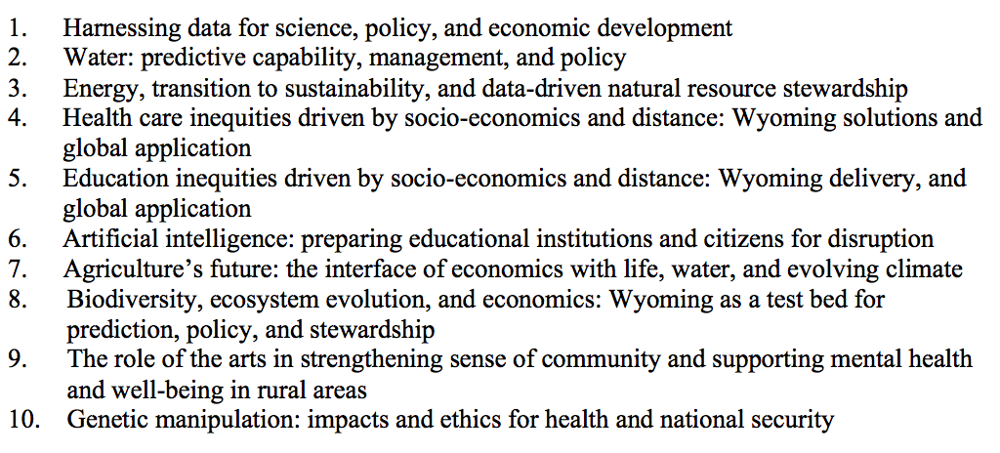 1. Harnessing data for science, policy, and economic development
2. Water: predictive capability, management, and policy
3. Energy, transition to sustainability, and data-driven natural resource stewardship
4. Health care inequities driven by socio-economics and distance: Wyoming solutions and
global application
5. Education inequities driven by socio-economics and distance: Wyoming delivery, and
global application
6. Artificial intelligence: preparing educational institutions and citizens for disruption
7. Agriculture’s future: the interface of economics with life, water, and evolving climate
8. Biodiversity, ecosystem evolution, and economics: Wyoming as a test bed for
prediction, policy, and stewardship
9. The role of the arts in strengthening sense of community and supporting mental health
and well-being in rural areas
10. Genetic manipulation: impacts and ethics for health and national security